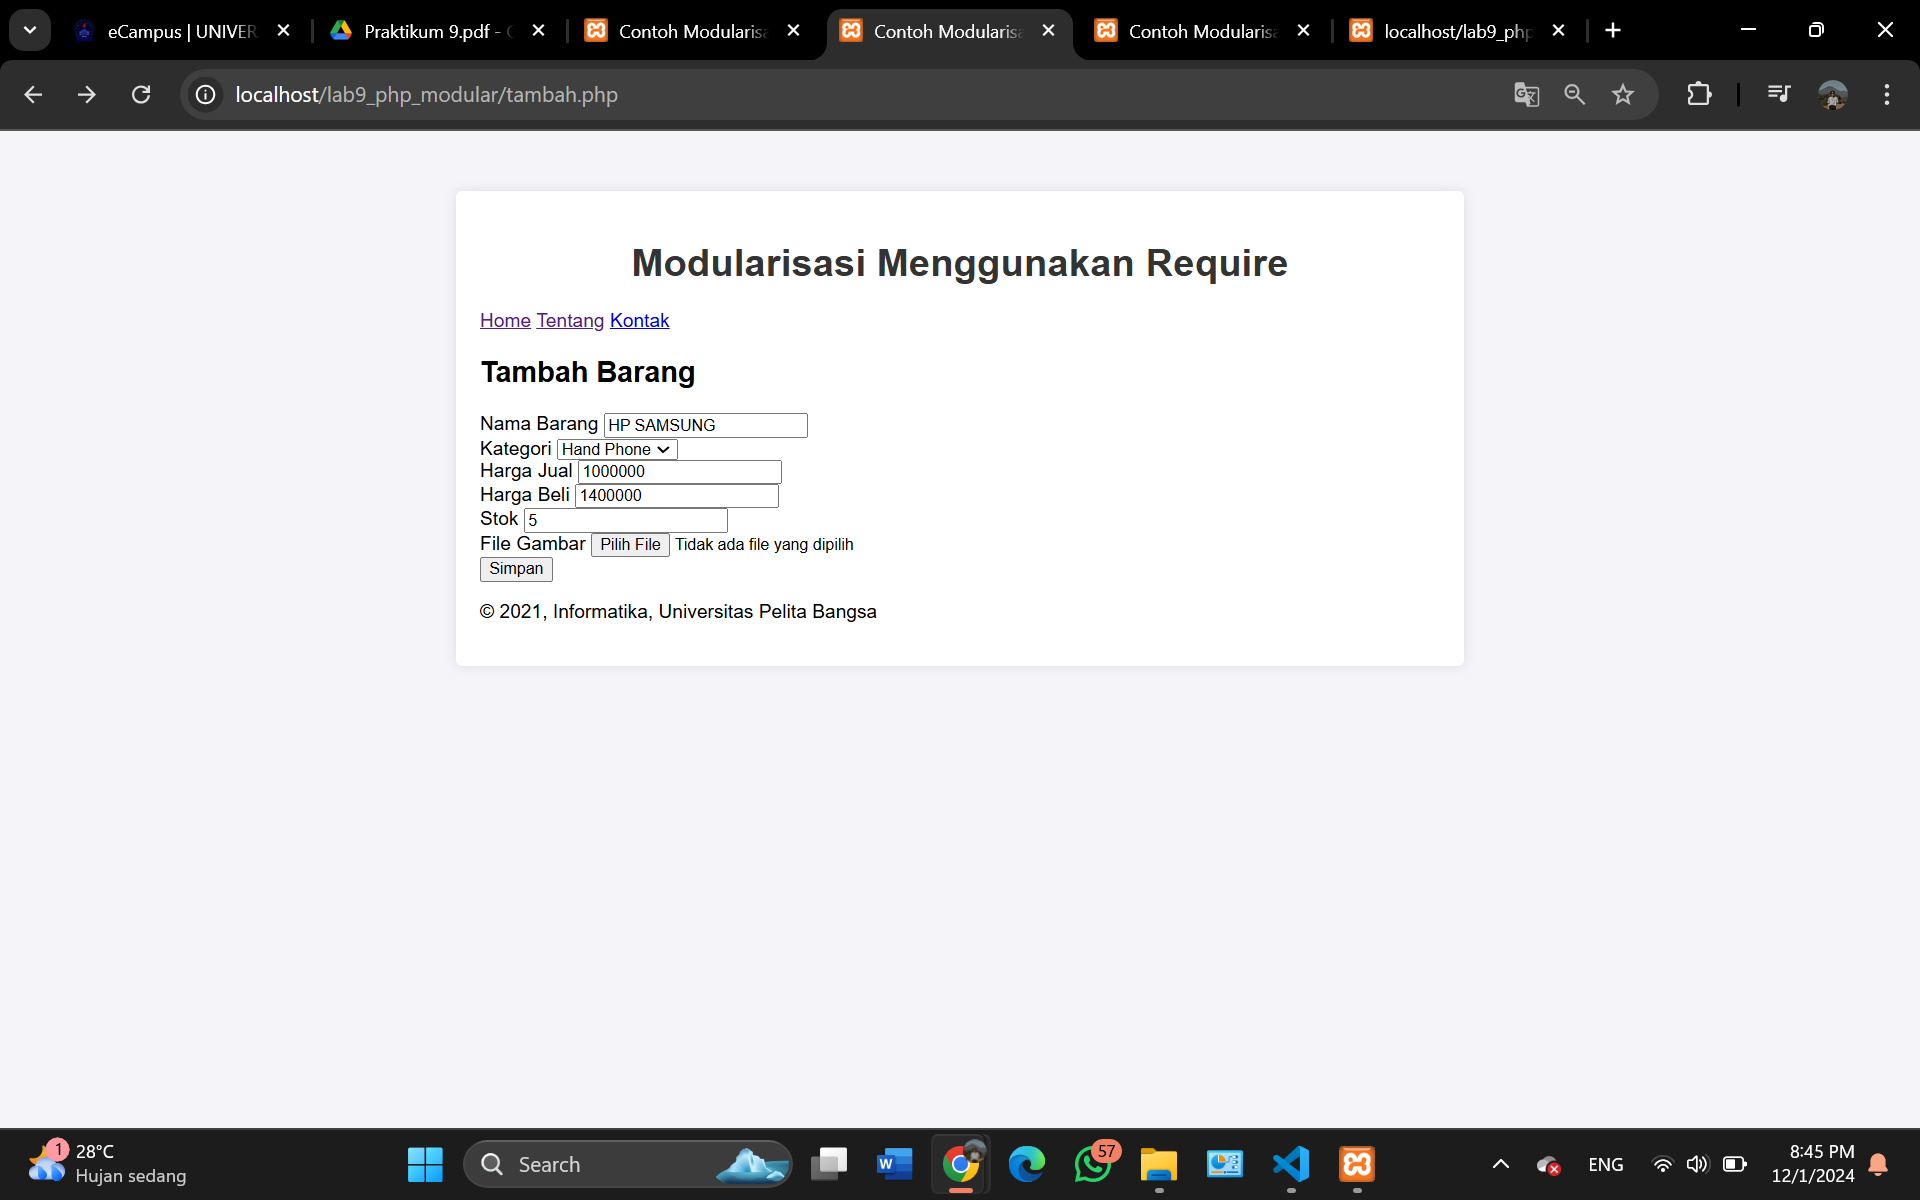 eCampus | UNIVER
Praktikum 9.pdf -
Contoh Modularisa
Contoh Modularisa
Contoh Modularisa
localhost/lab9_php
localhost/lab9_php_modular/tambah.php
Modularisasi Menggunakan Require
Home Tentang Kontak
Tambah Barang
Nama Barang HP SAMSUNG
Kategori Hand Phone
Harga Jual 1000000
Harga Beli 1400000
Stok 5
File Gambar Pilih File Tidak ada file yang dipilih
Simpan
© 2021, Informatika, Universitas Pelita Bangsa
1
28°C
Hujan sedang
Search
57
ENG
8:45 PM
12/1/2024